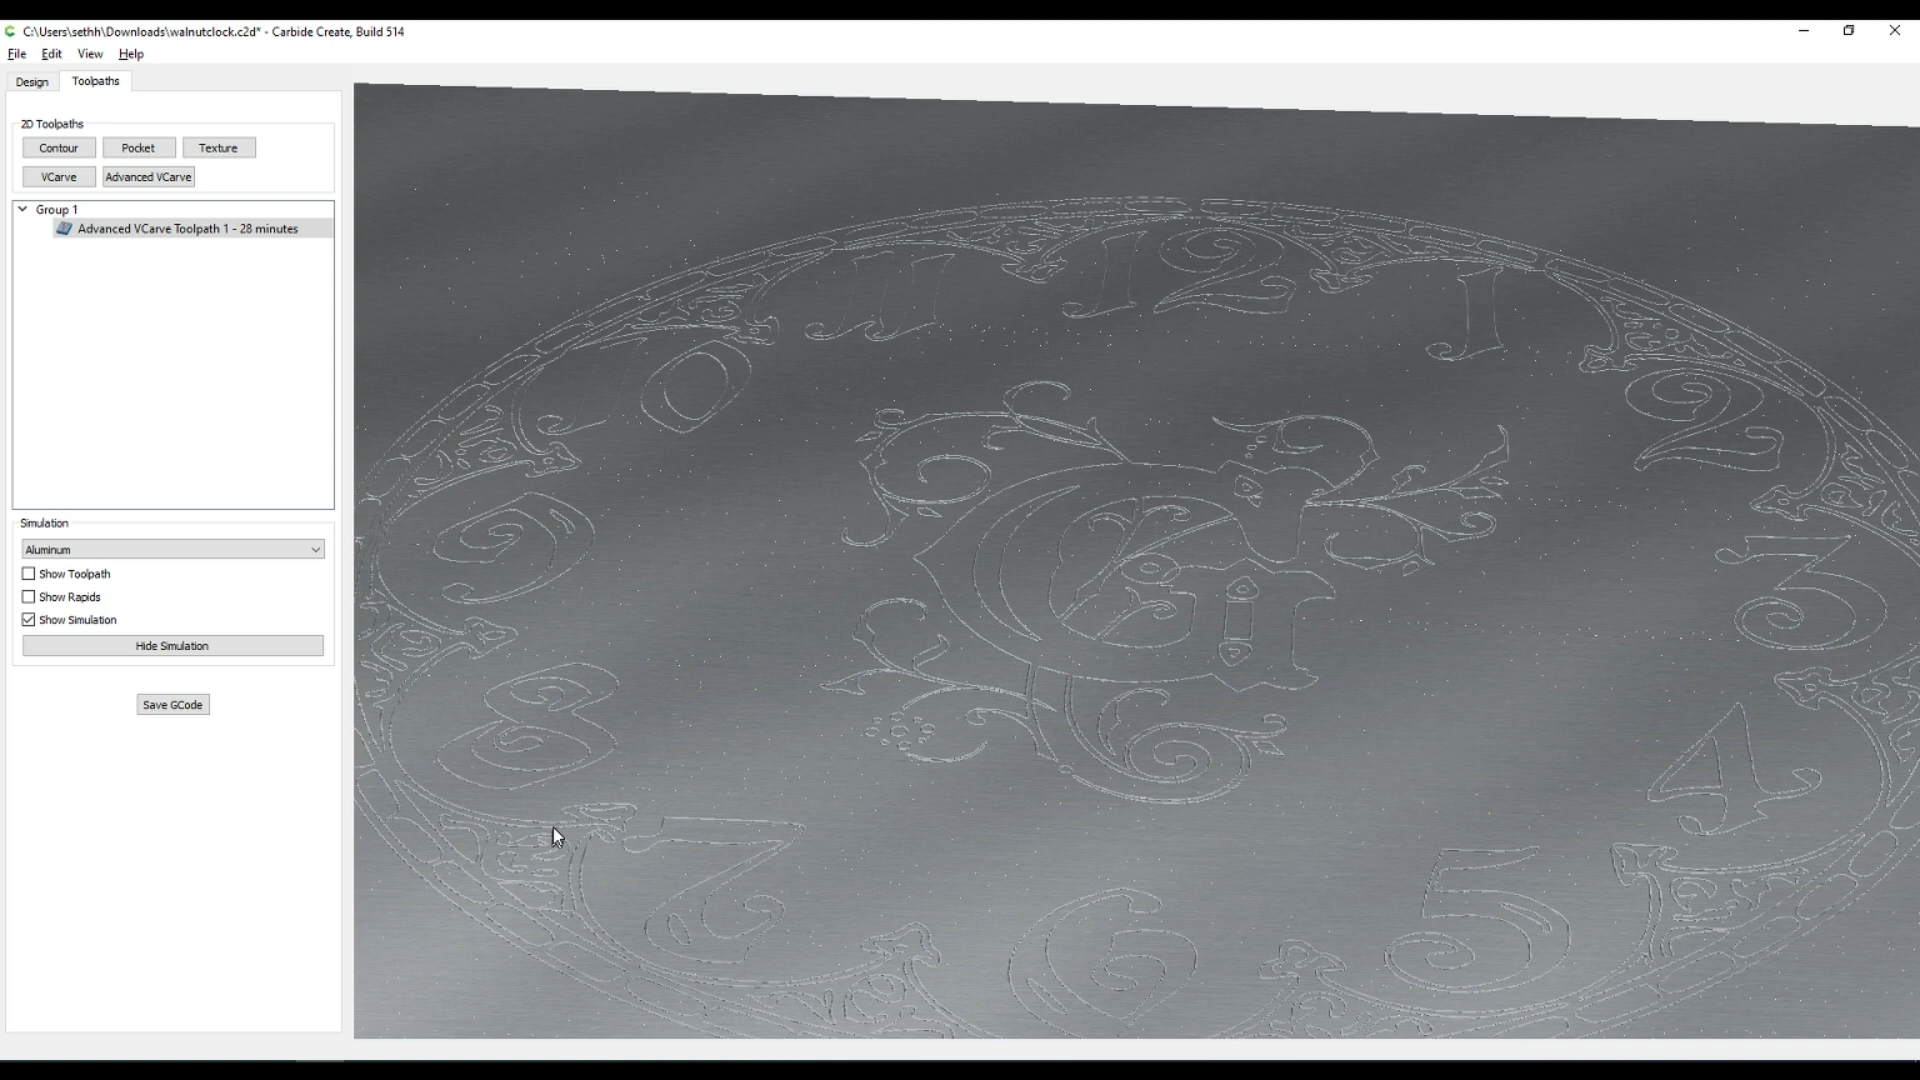 C:\Users\sethh\Downloads\walnutclock.c2d* - Carbide Create, Build 514
File Edit View Help
Design Toolpaths
2D Toolpaths
Contour Pocket Texture
VCarve Advanced VCarve
Group 1
Advanced VCarve Toolpath 1 - 28 minutes
Simulation
Aluminum
Show Toolpath
Show Rapids
Show Simulation
Hide Simulation
Save GCode
11 12 1
10 2
9 3
8 4
7 6 5